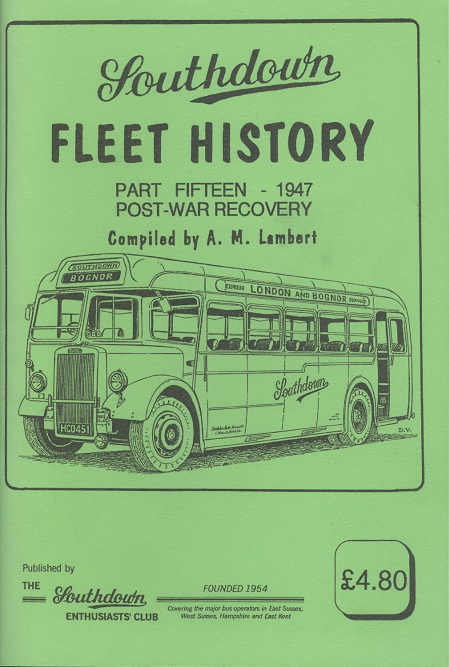 Southdown
FLEET HISTORY
PART FIFTEEN - 1947
POST-WAR RECOVERY
Compiled by A. M. Lambert
SOUTHDOWN
BOGNOR
EXPRESS LONDON AND BOGNOR SERVICE
Southdown
HCD451
D.V.
Published by
THE Southdown
ENTHUSIASTS' CLUB
FOUNDED 1954
Covering the major bus operators in East Sussex,
West Sussex, Hampshire and East Kent
£4.80